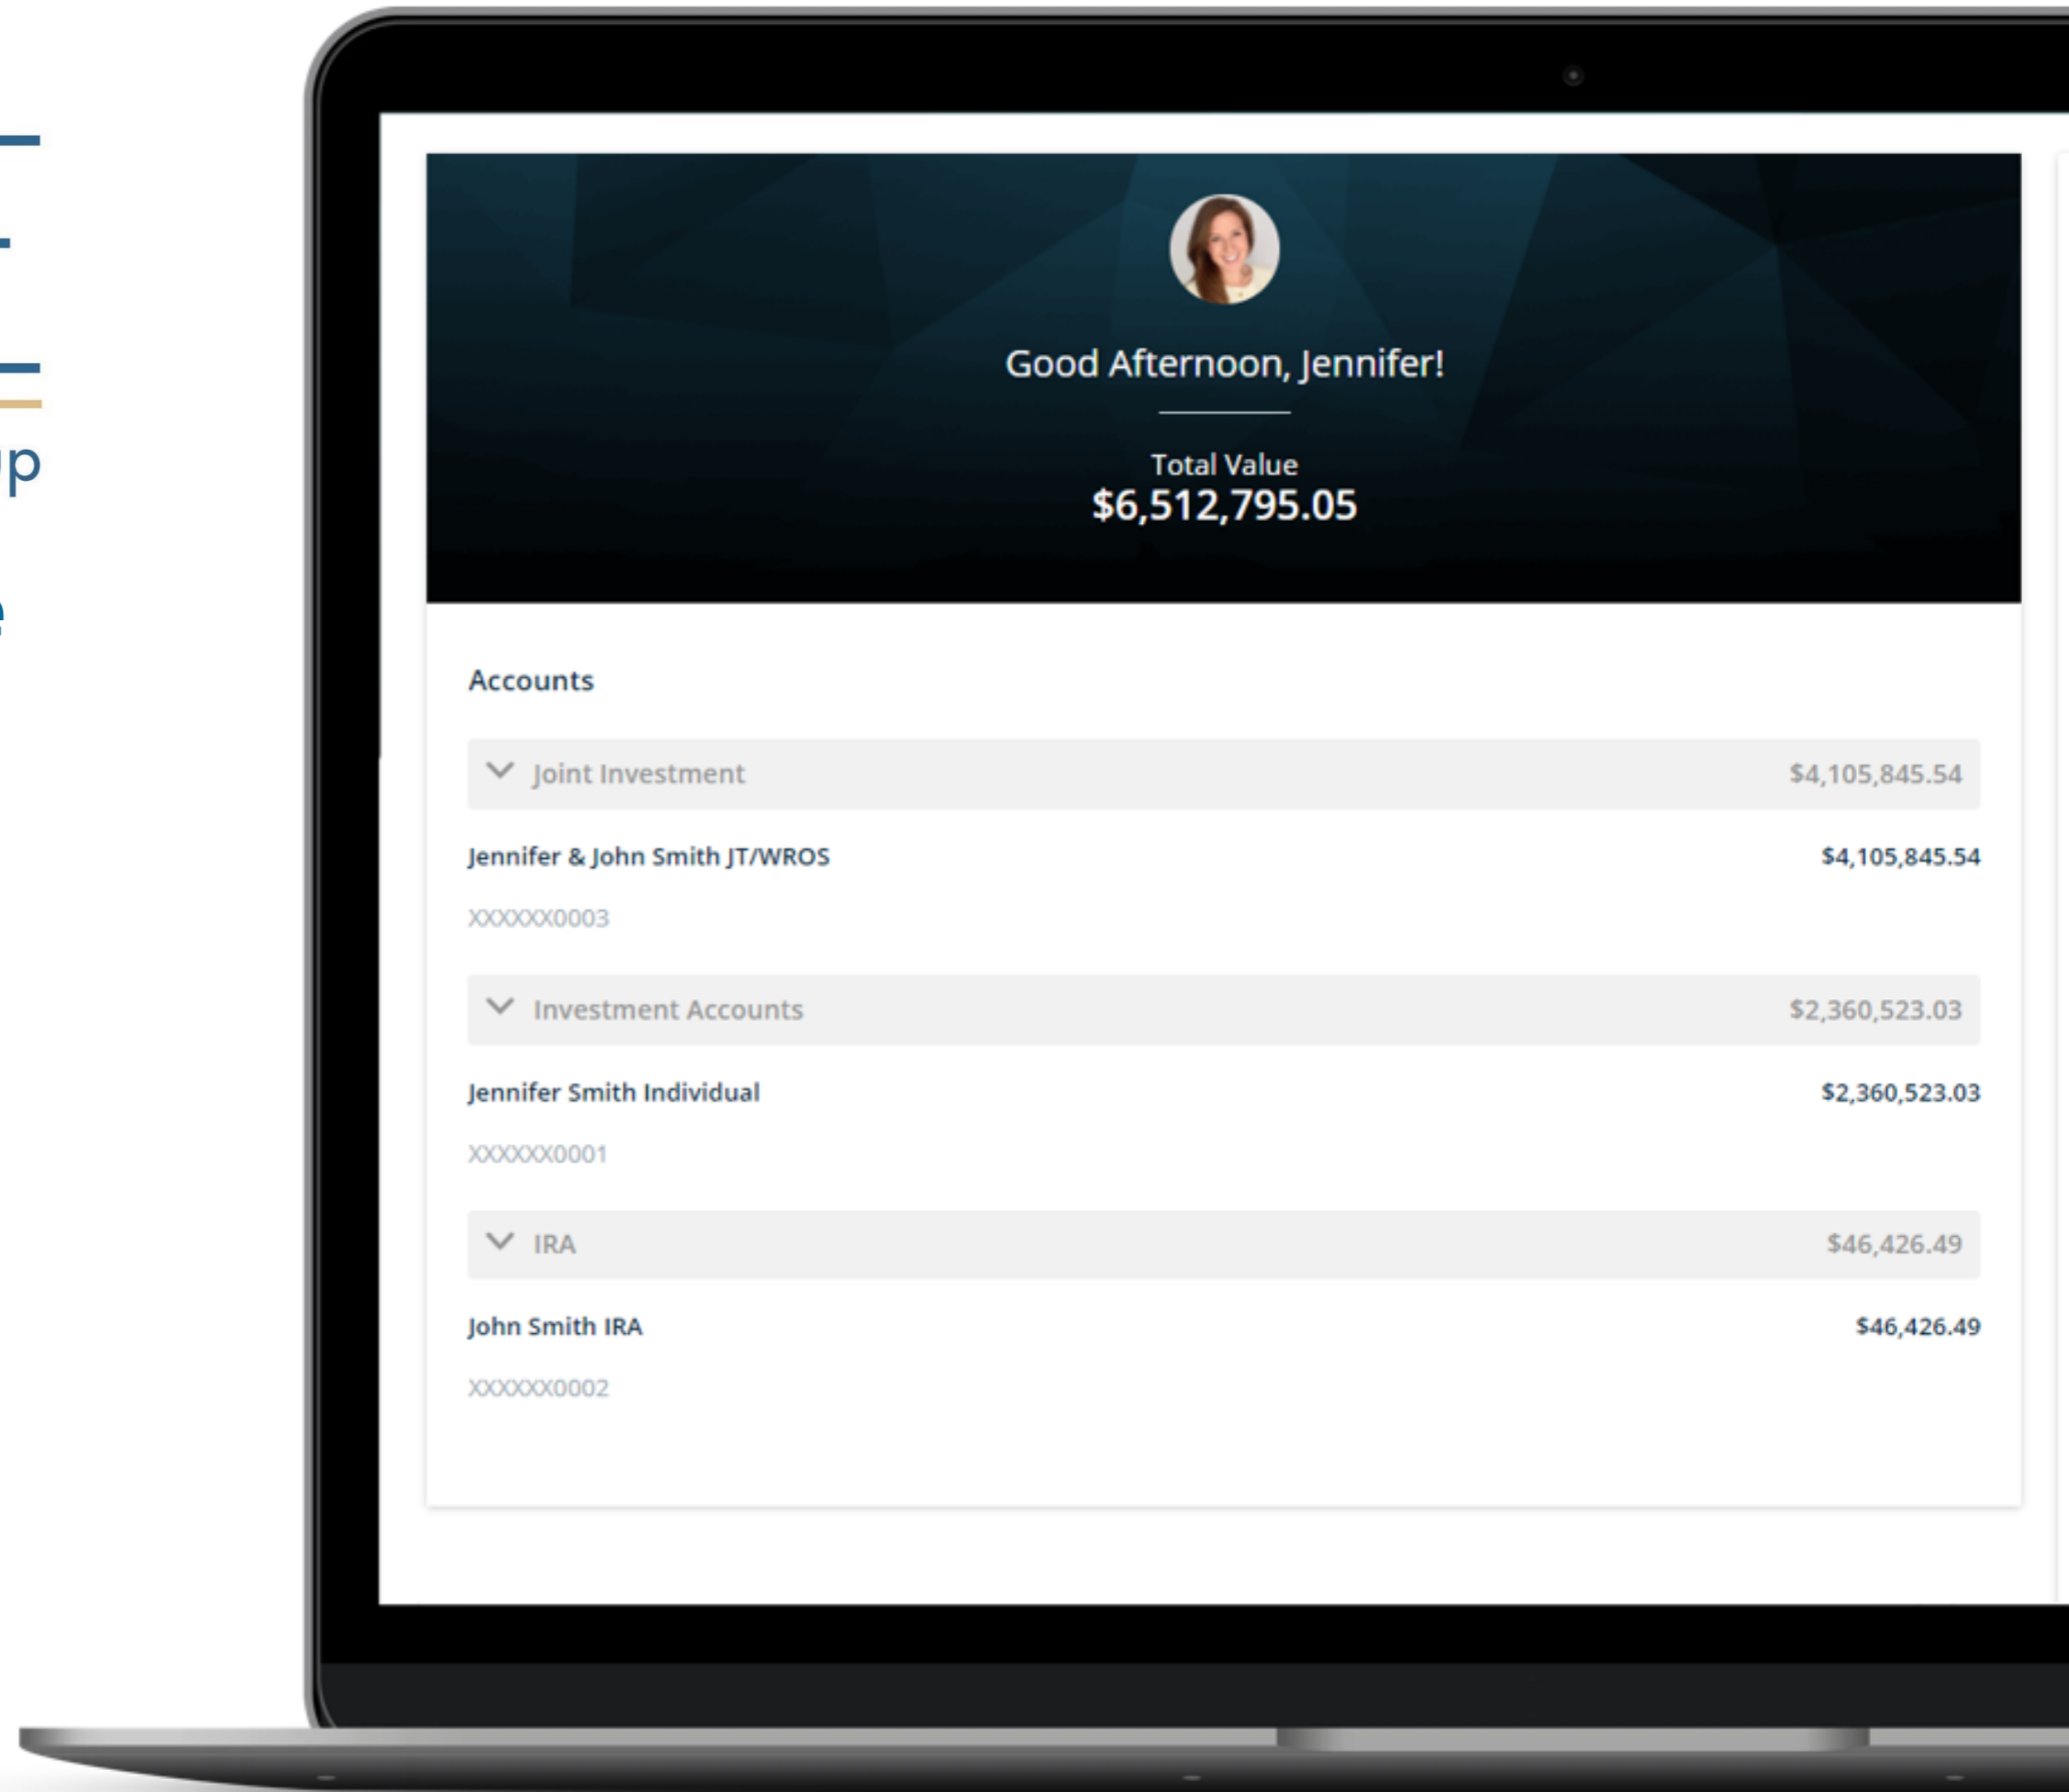 up
e
Good Afternoon, Jennifer!
Total Value
$6,512,795.05
Accounts
Joint Investment $4,105,845.54
Jennifer & John Smith JT/WROS $4,105,845.54
XXXXXX0003
Investment Accounts $2,360,523.03
Jennifer Smith Individual $2,360,523.03
XXXXXX0001
IRA $46,426.49
John Smith IRA $46,426.49
XXXXXX0002